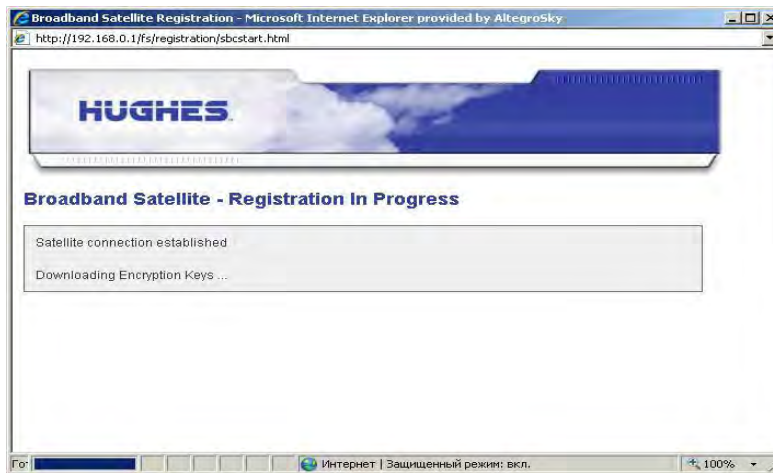 Broadband Satellite Registration - Microsoft Internet Explorer provided by AltegroSky
http://192.168.0.1/fs/registration/sbcstart.html
HUGHES
Broadband Satellite - Registration In Progress
Satellite connection established
Downloading Encryption Keys ...
Интернет | Защищенный режим: вкл.
100%